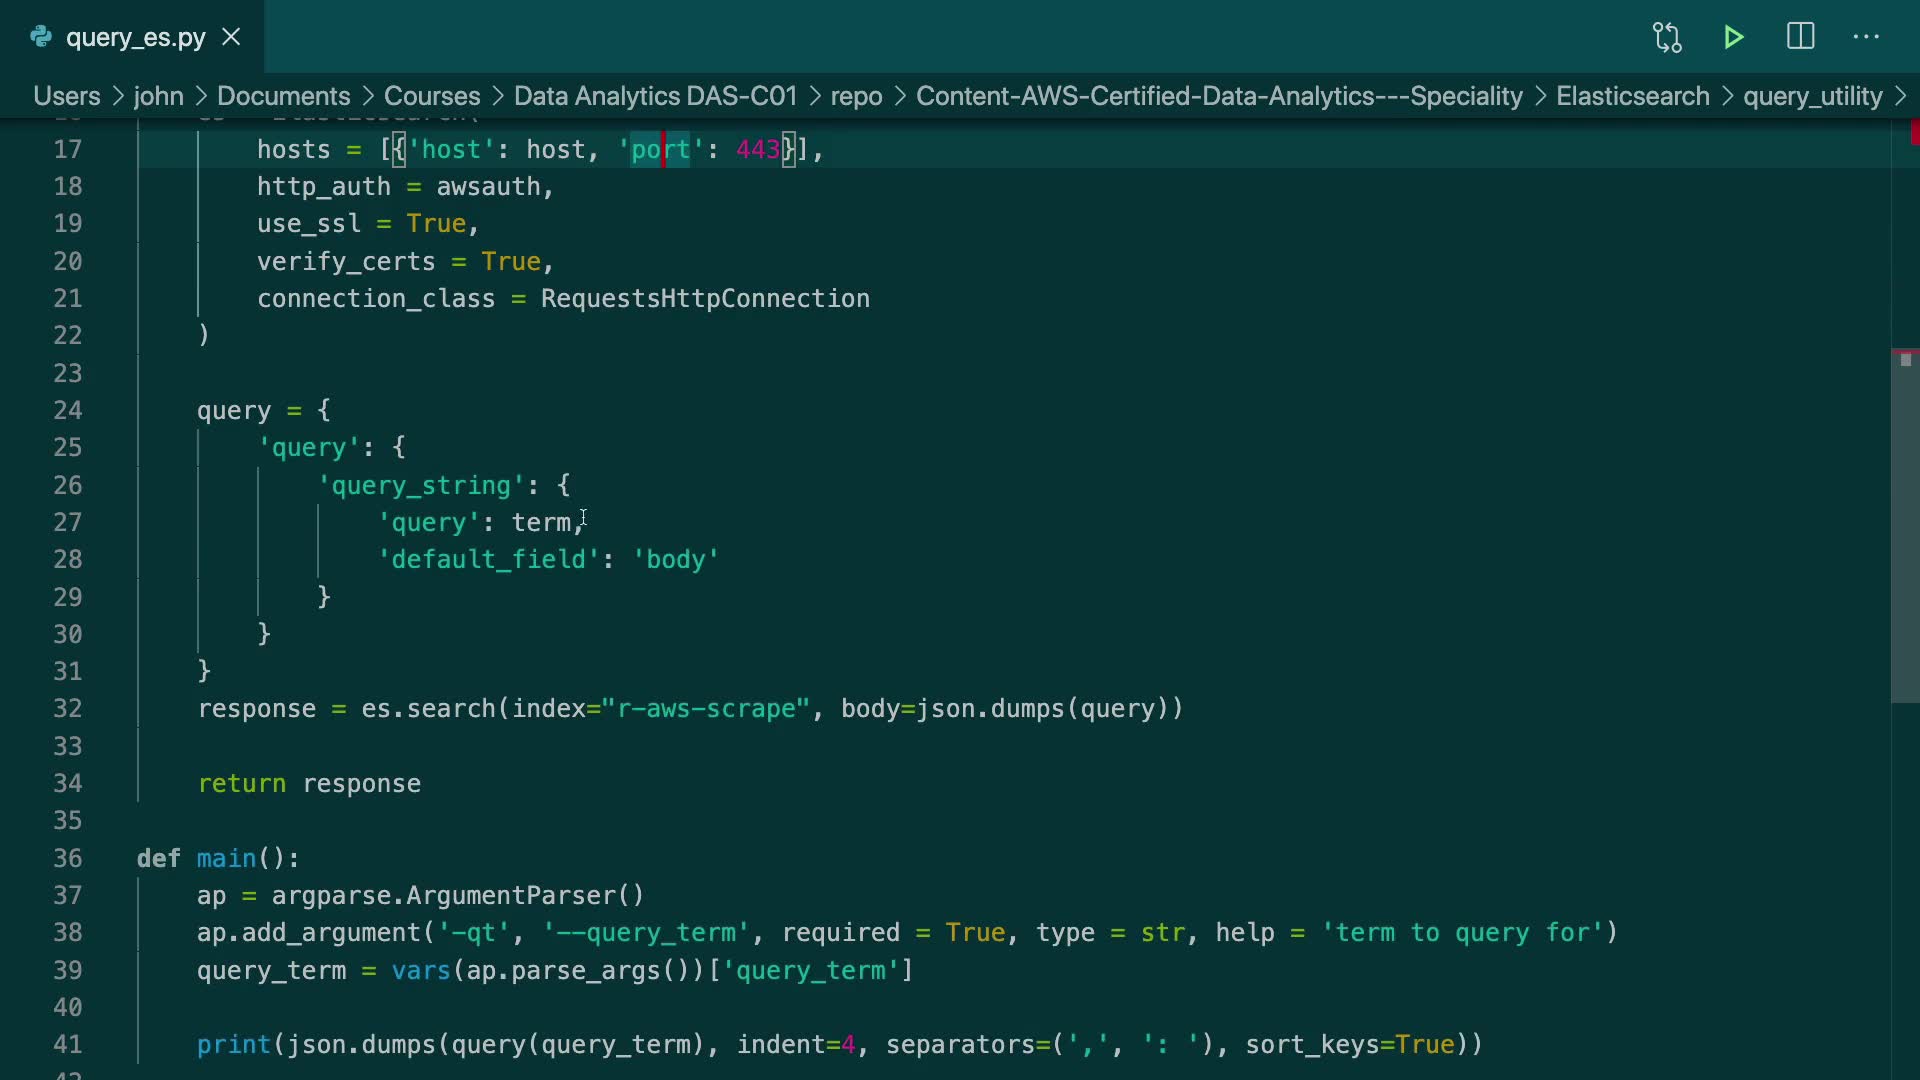 query_es.py
Users > john > Documents > Courses > Data Analytics DAS-C01 > repo > Content-AWS-Certified-Data-Analytics---Speciality > Elasticsearch > query_utility >
17 hosts = [{'host': host, 'port': 443}],
18 http_auth = awsauth,
19 use_ssl = True,
20 verify_certs = True,
21 connection_class = RequestsHttpConnection
22 )
23
24 query = {
25 'query': {
26 'query_string': {
27 'query': term,
28 'default_field': 'body'
29 }
30 }
31 }
32 response = es.search(index="r-aws-scrape", body=json.dumps(query))
33
34 return response
35
36 def main():
37 ap = argparse.ArgumentParser()
38 ap.add_argument('-qt', '--query_term', required = True, type = str, help = 'term to query for')
39 query_term = vars(ap.parse_args())['query_term']
40
41 print(json.dumps(query(query_term), indent=4, separators=(',', ': '), sort_keys=True))